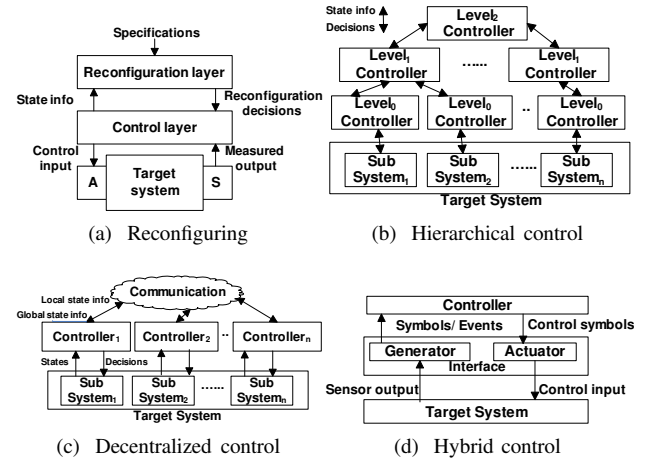 Specifications
Reconfiguration layer
State info
Reconfiguration
decisions
Control layer
Control
input
Measured
output
A
Target
system
S
(a) Reconfiguring
State info
Decisions
Level2
Controller
Level1
Controller
......
Level1
Controller
Level0
Controller
Level0
Controller
..
Level0
Controller
Sub
System1
Sub
System2
......
Sub
Systemn
Target System
(b) Hierarchical control
Communication
Local state info
Global state info
Controller1
Controller2
..
Controllern
States
Decisions
Sub
System1
Sub
System2
......
Sub
Systemn
Target System
(c) Decentralized control
Controller
Symbols/ Events
Control symbols
Generator
Actuator
Interface
Sensor output
Control input
Target System
(d) Hybrid control